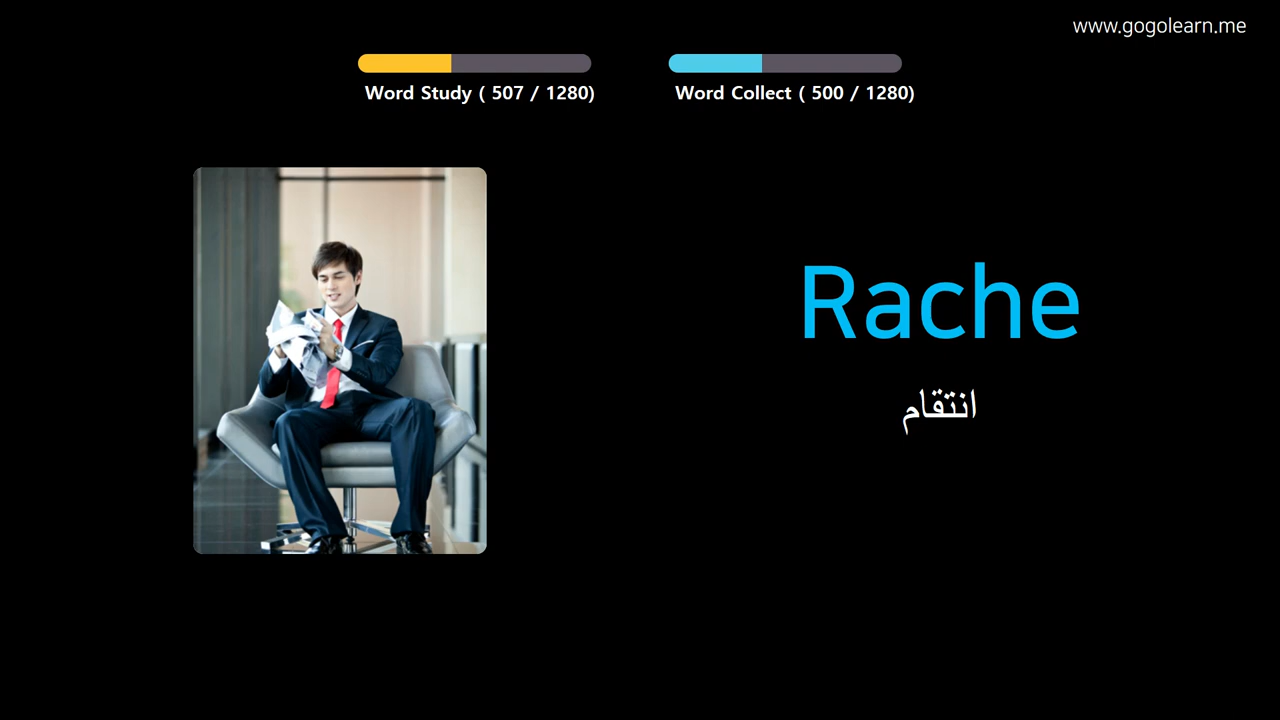 www.gogolearn.me
Word Study ( 507 / 1280)
Word Collect ( 500 / 1280)
Rache
انتقام